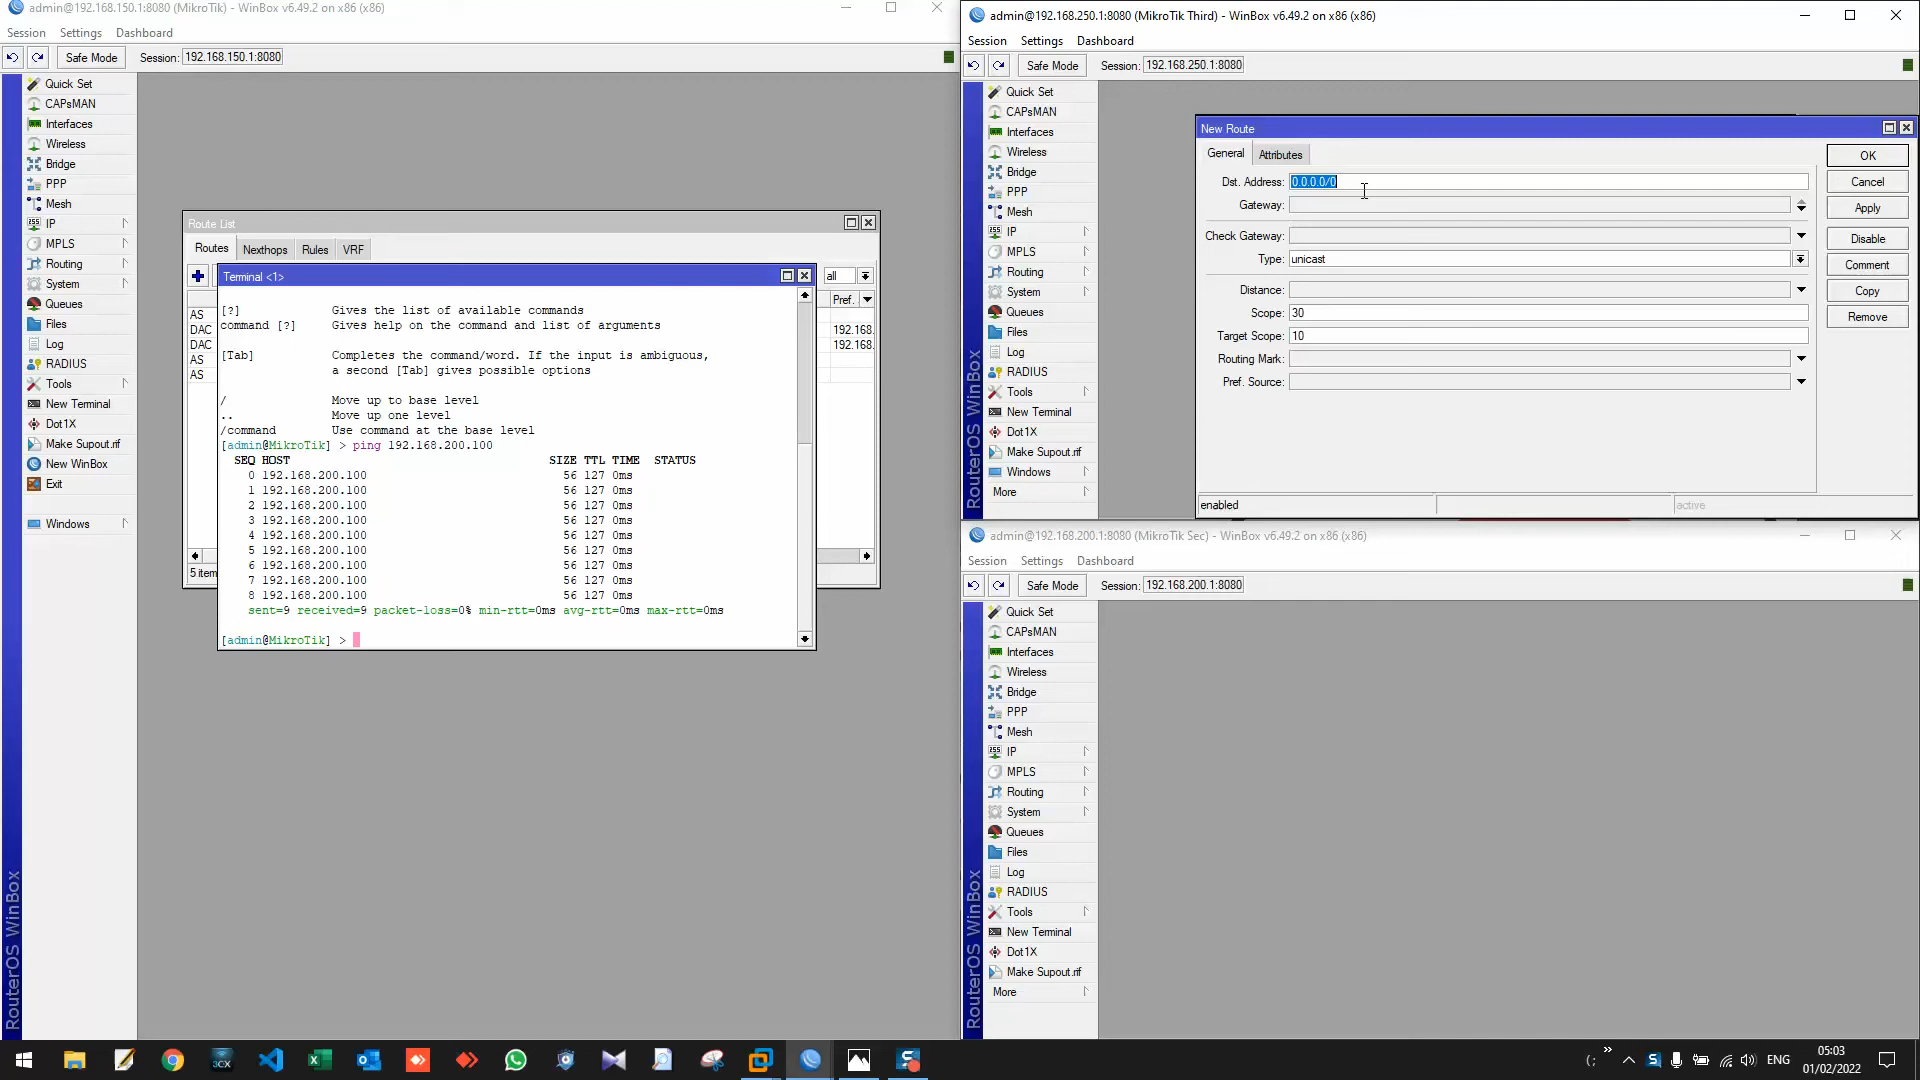 admin@192.168.150.1:8080 (MikroTik) - WinBox v6.49.2 on x86 (x86)
Session Settings Dashboard
Safe Mode Session: 192.168.150.1:8080
Quick Set
CAPsMAN
Interfaces
Wireless
Bridge
PPP
Mesh
IP
MPLS
Routing
System
Queues
Files
Log
RADIUS
Tools
New Terminal
Dot1X
Make Supout.rif
New WinBox
Exit
Windows
RouterOS WinBox
Route List
Routes Nexthops Rules VRF
all
Pref.
AS
DAC 192.168.
DAC 192.168.
AS
AS
5 item
Terminal <1>
[?] Gives the list of available commands
command [?] Gives help on the command and list of arguments
[Tab] Completes the command/word. If the input is ambiguous,
a second [Tab] gives possible options
/ Move up to base level
.. Move up one level
/command Use command at the base level
[admin@MikroTik] > ping 192.168.200.100
SEQ HOST SIZE TTL TIME STATUS
0 192.168.200.100 56 127 0ms
1 192.168.200.100 56 127 0ms
2 192.168.200.100 56 127 0ms
3 192.168.200.100 56 127 0ms
4 192.168.200.100 56 127 0ms
5 192.168.200.100 56 127 0ms
6 192.168.200.100 56 127 0ms
7 192.168.200.100 56 127 0ms
8 192.168.200.100 56 127 0ms
sent=9 received=9 packet-loss=0% min-rtt=0ms avg-rtt=0ms max-rtt=0ms
[admin@MikroTik] >
admin@192.168.250.1:8080 (MikroTik Third) - WinBox v6.49.2 on x86 (x86)
Session Settings Dashboard
Safe Mode Session: 192.168.250.1:8080
Quick Set
CAPsMAN
Interfaces
Wireless
Bridge
PPP
Mesh
IP
MPLS
Routing
System
Queues
Files
Log
RADIUS
Tools
New Terminal
Dot1X
Make Supout.rif
Windows
More
RouterOS WinBox
New Route
General Attributes
Dst. Address: 0.0.0.0/0
Gateway:
Check Gateway:
Type: unicast
Distance:
Scope: 30
Target Scope: 10
Routing Mark:
Pref. Source:
OK
Cancel
Apply
Disable
Comment
Copy
Remove
enabled active
admin@192.168.200.1:8080 (MikroTik Sec) - WinBox v6.49.2 on x86 (x86)
Session Settings Dashboard
Safe Mode Session: 192.168.200.1:8080
Quick Set
CAPsMAN
Interfaces
Wireless
Bridge
PPP
Mesh
IP
MPLS
Routing
System
Queues
Files
Log
RADIUS
Tools
New Terminal
Dot1X
Make Supout.rif
More
RouterOS WinBox
3CX
ENG
05:03
01/02/2022